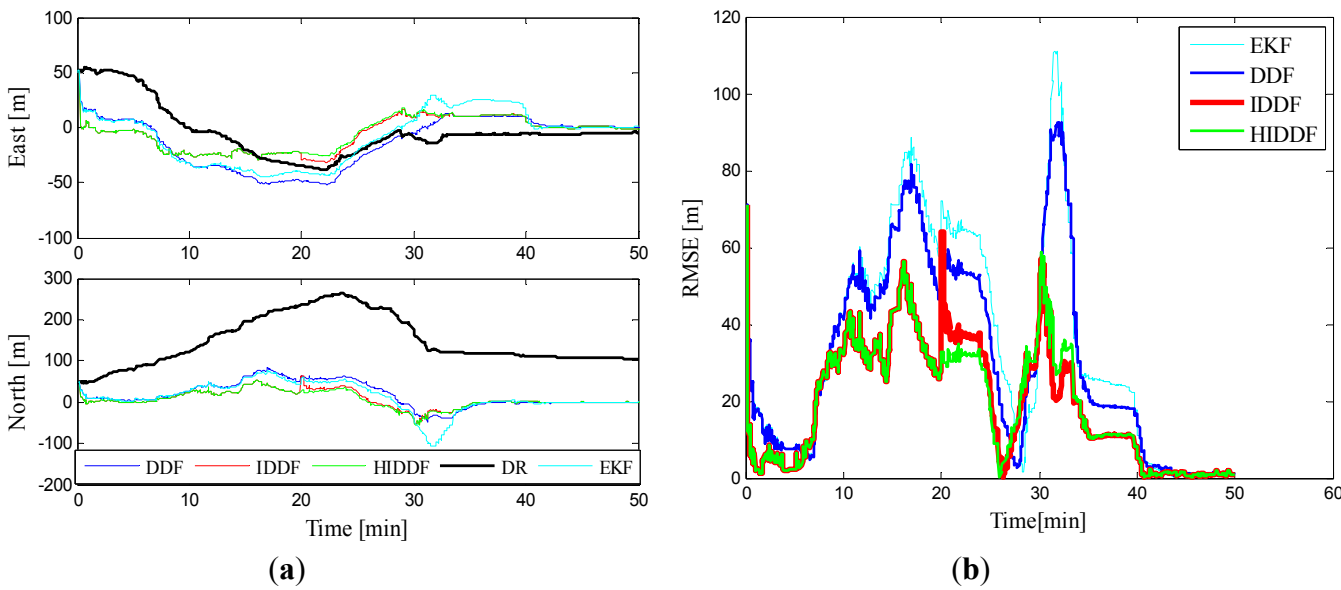 100
50
0
-50
-100
East [m]
0 10 20 30 40 50
300
200
100
0
-100
-200
North [m]
DDF IDDF HIDDF DR EKF
0 10 20 30 40 50
Time [min]
(a)
120
100
80
60
40
20
0
RMSE [m]
EKF
DDF
IDDF
HIDDF
0 10 20 30 40 50 60
Time[min]
(b)